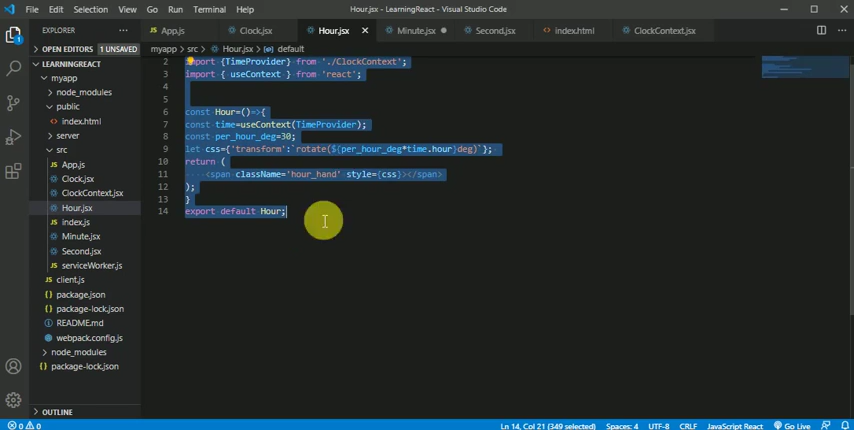 File Edit Selection View Go Run Terminal Help
Hour.jsx - LearningReact - Visual Studio Code
EXPLORER
App.js
Clock.jsx
Hour.jsx
Minute.jsx
Second.jsx
index.html
ClockContext.jsx
OPEN EDITORS 1 UNSAVED
myapp > src > Hour.jsx > default
LEARNINGREACT
myapp
node_modules
public
index.html
server
src
JS App.js
Clock.jsx
ClockContext.jsx
Hour.jsx
JS index.js
Minute.jsx
Second.jsx
JS serviceWorker.js
JS client.js
{} package.json
{} package-lock.json
README.md
webpack.config.js
node_modules
{} package-lock.json
OUTLINE
2 import {TimeProvider} from './ClockContext';
3 import { useContext } from 'react';
4
5
6 const Hour=()=>{
7 const time=useContext(TimeProvider);
8 const per_hour_deg=30;
9 let css={'transform':`rotate(${per_hour_deg*time.hour}deg)`};
10 return (
11 <span className='hour_hand' style={css}></span>
12 );
13 }
14 export default Hour;
0 0
Ln 14, Col 21 (349 selected) Spaces: 4 UTF-8 CRLF JavaScript React Go Live